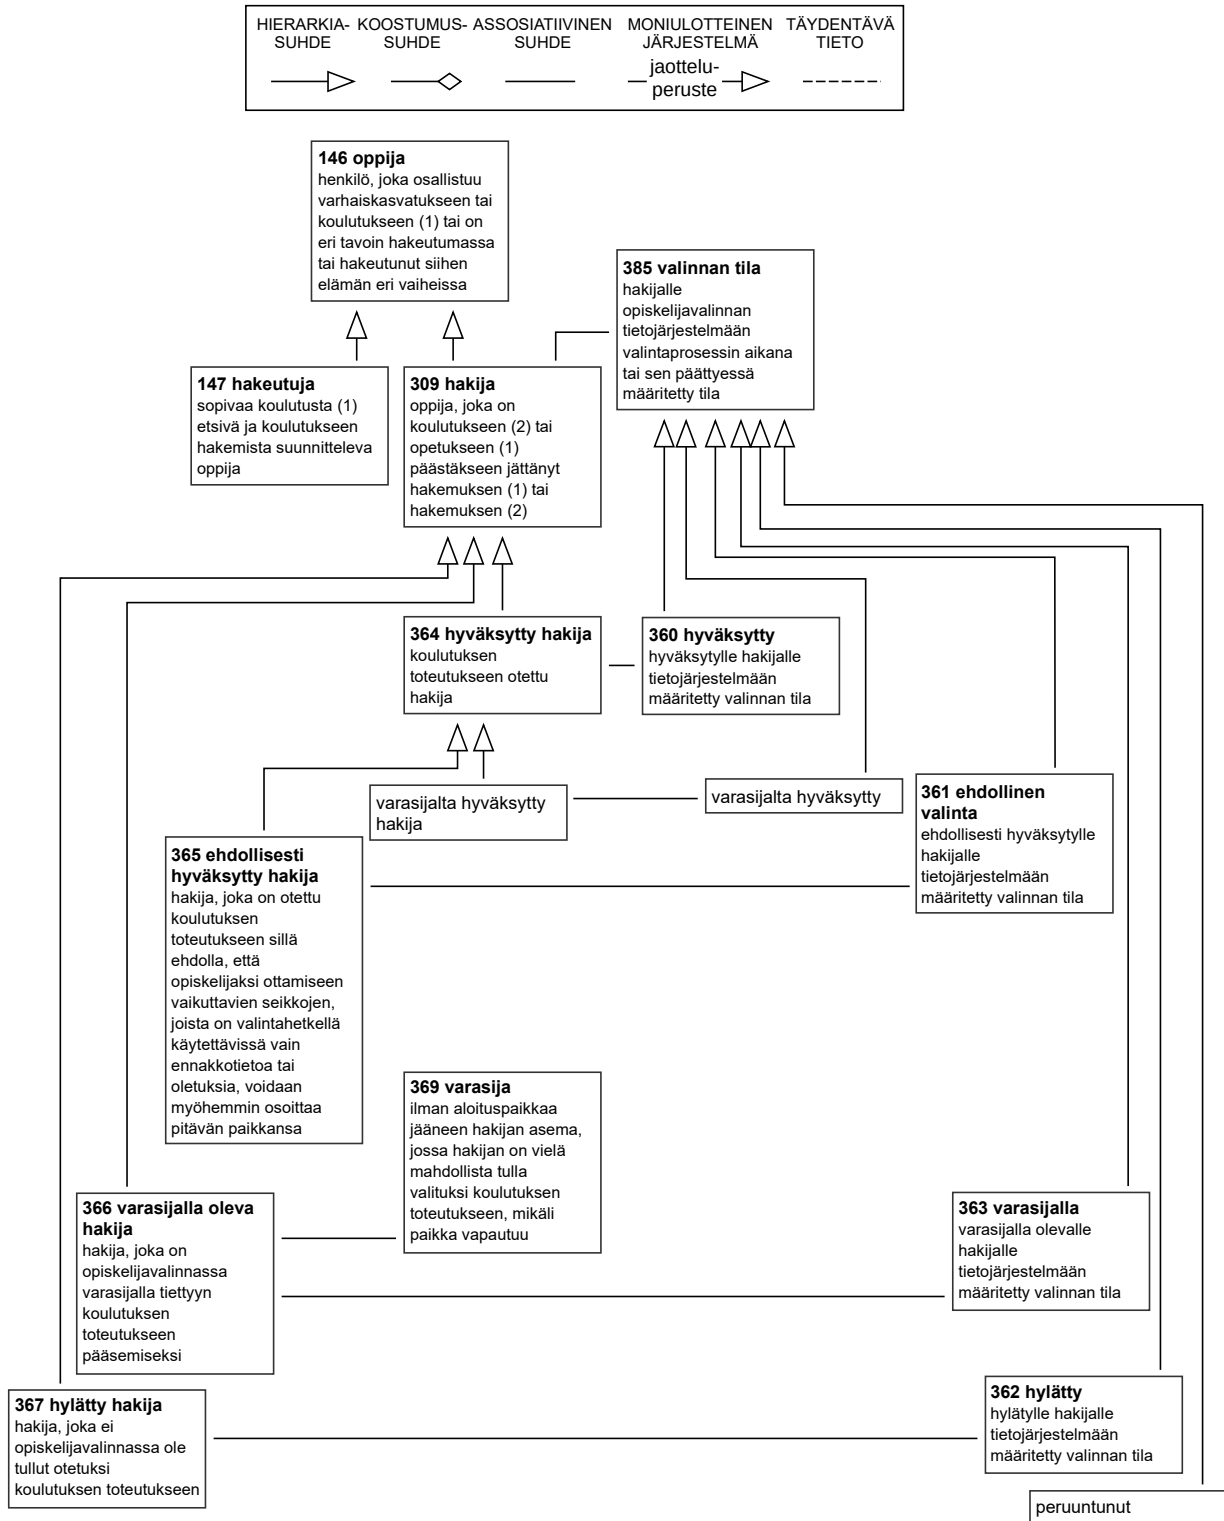 HIERARKIA-
SUHDE
KOOSTUMUS-
SUHDE
ASSOSIATIIVINEN
SUHDE
MONIULOTTEINEN
JÄRJESTELMÄ
jaottelu-
peruste
TÄYDENTÄVÄ
TIETO
146 oppija
henkilö, joka osallistuu
varhaiskasvatukseen tai
koulutukseen (1) tai on
eri tavoin hakeutumassa
tai hakeutunut siihen
elämän eri vaiheissa
385 valinnan tila
hakijalle
opiskelijavalinnan
tietojärjestelmään
valintaprosessin aikana
tai sen päättyessä
määritetty tila
147 hakeutuja
sopivaa koulutusta (1)
etsivä ja koulutukseen
hakemista suunnitteleva
oppija
309 hakija
oppija, joka on
koulutukseen (2) tai
opetukseen (1)
päästäkseen jättänyt
hakemuksen (1) tai
hakemuksen (2)
364 hyväksytty hakija
koulutuksen
toteutukseen otettu
hakija
360 hyväksytty
hyväksytylle hakijalle
tietojärjestelmään
määritetty valinnan tila
varasijalta hyväksytty
hakija
varasijalta hyväksytty
361 ehdollinen
valinta
ehdollisesti hyväksytylle
hakijalle
tietojärjestelmään
määritetty valinnan tila
365 ehdollisesti
hyväksytty hakija
hakija, joka on otettu
koulutuksen
toteutukseen sillä
ehdolla, että
opiskelijaksi ottamiseen
vaikuttavien seikkojen,
joista on valintahetkellä
käytettävissä vain
ennakkotietoa tai
oletuksia, voidaan
myöhemmin osoittaa
pitävän paikkansa
369 varasija
ilman aloituspaikkaa
jääneen hakijan asema,
jossa hakijan on vielä
mahdollista tulla
valituksi koulutuksen
toteutukseen, mikäli
paikka vapautuu
366 varasijalla oleva
hakija
hakija, joka on
opiskelijavalinnassa
varasijalla tiettyyn
koulutuksen
toteutukseen
pääsemiseksi
363 varasijalla
varasijalla olevalle
hakijalle
tietojärjestelmään
määritetty valinnan tila
367 hylätty hakija
hakija, joka ei
opiskelijavalinnassa ole
tullut otetuksi
koulutuksen toteutukseen
362 hylätty
hylätylle hakijalle
tietojärjestelmään
määritetty valinnan tila
peruuntunut